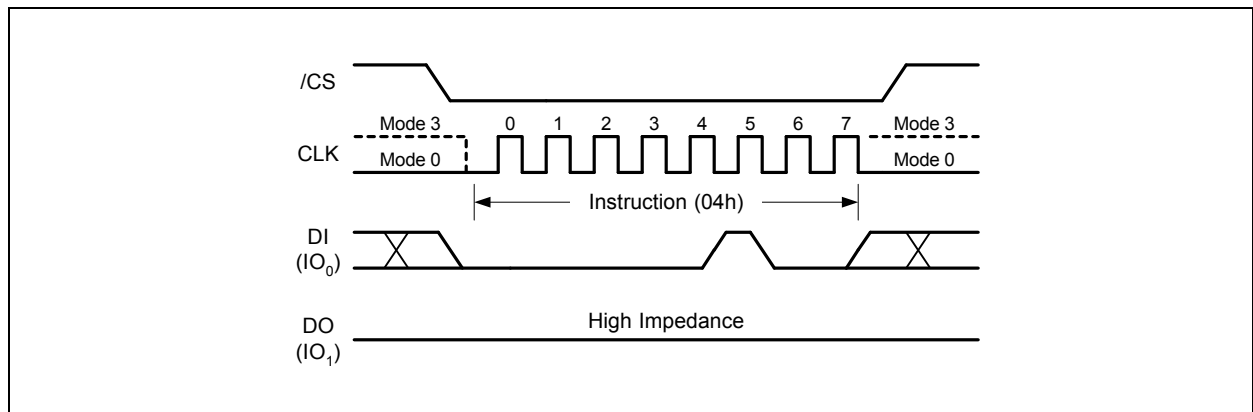 /CS
Mode 3 0 1 2 3 4 5 6 7 Mode 3
CLK
Mode 0 Mode 0
Instruction (04h)
DI
(IO₀)
High Impedance
DO
(IO₁)